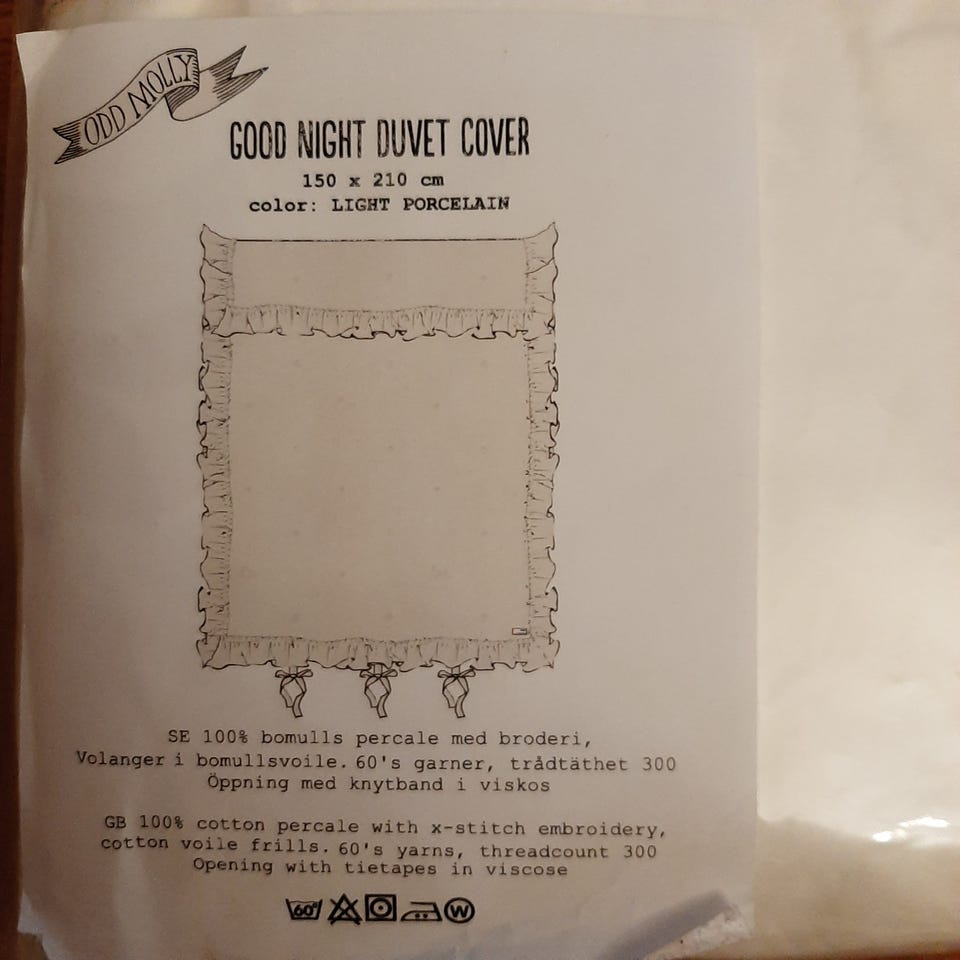 ODD MOLLY
GOOD NIGHT DUVET COVER
150 x 210 cm
color: LIGHT PORCELAIN
SE 100% bomulls percale med broderi,
Volanger i bomullsvoile. 60's garner, trådtäthet 300
Öppning med knytband i viskos
GB 100% cotton percale with x-stitch embroidery,
cotton voile frills. 60's yarns, threadcount 300
Opening with tietapes in viscose
60° W